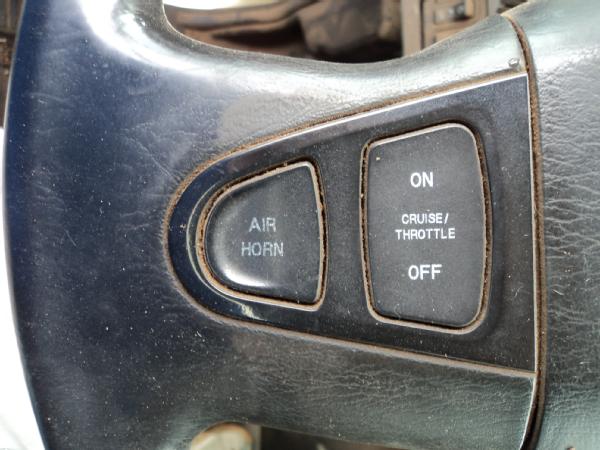 AIR
HORN
ON
CRUISE/
THROTTLE
OFF